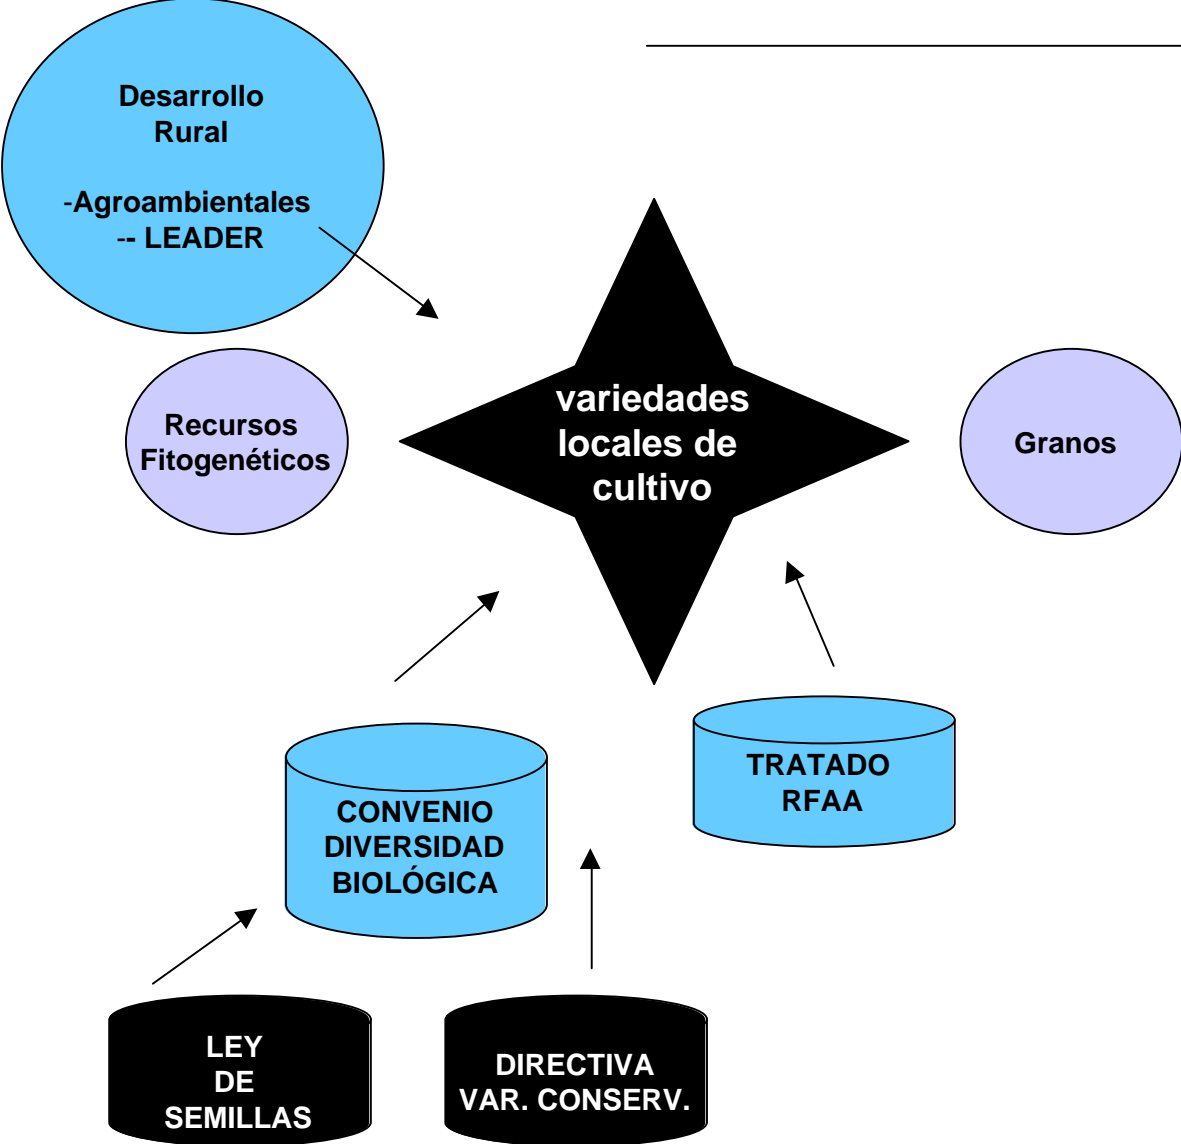 Desarrollo
Rural
-Agroambientales
-- LEADER
variedades
locales de
cultivo
Recursos
Fitogenéticos
Granos
TRATADO
RFAA
CONVENIO
DIVERSIDAD
BIOLÓGICA
LEY
DE
SEMILLAS
DIRECTIVA
VAR. CONSERV.